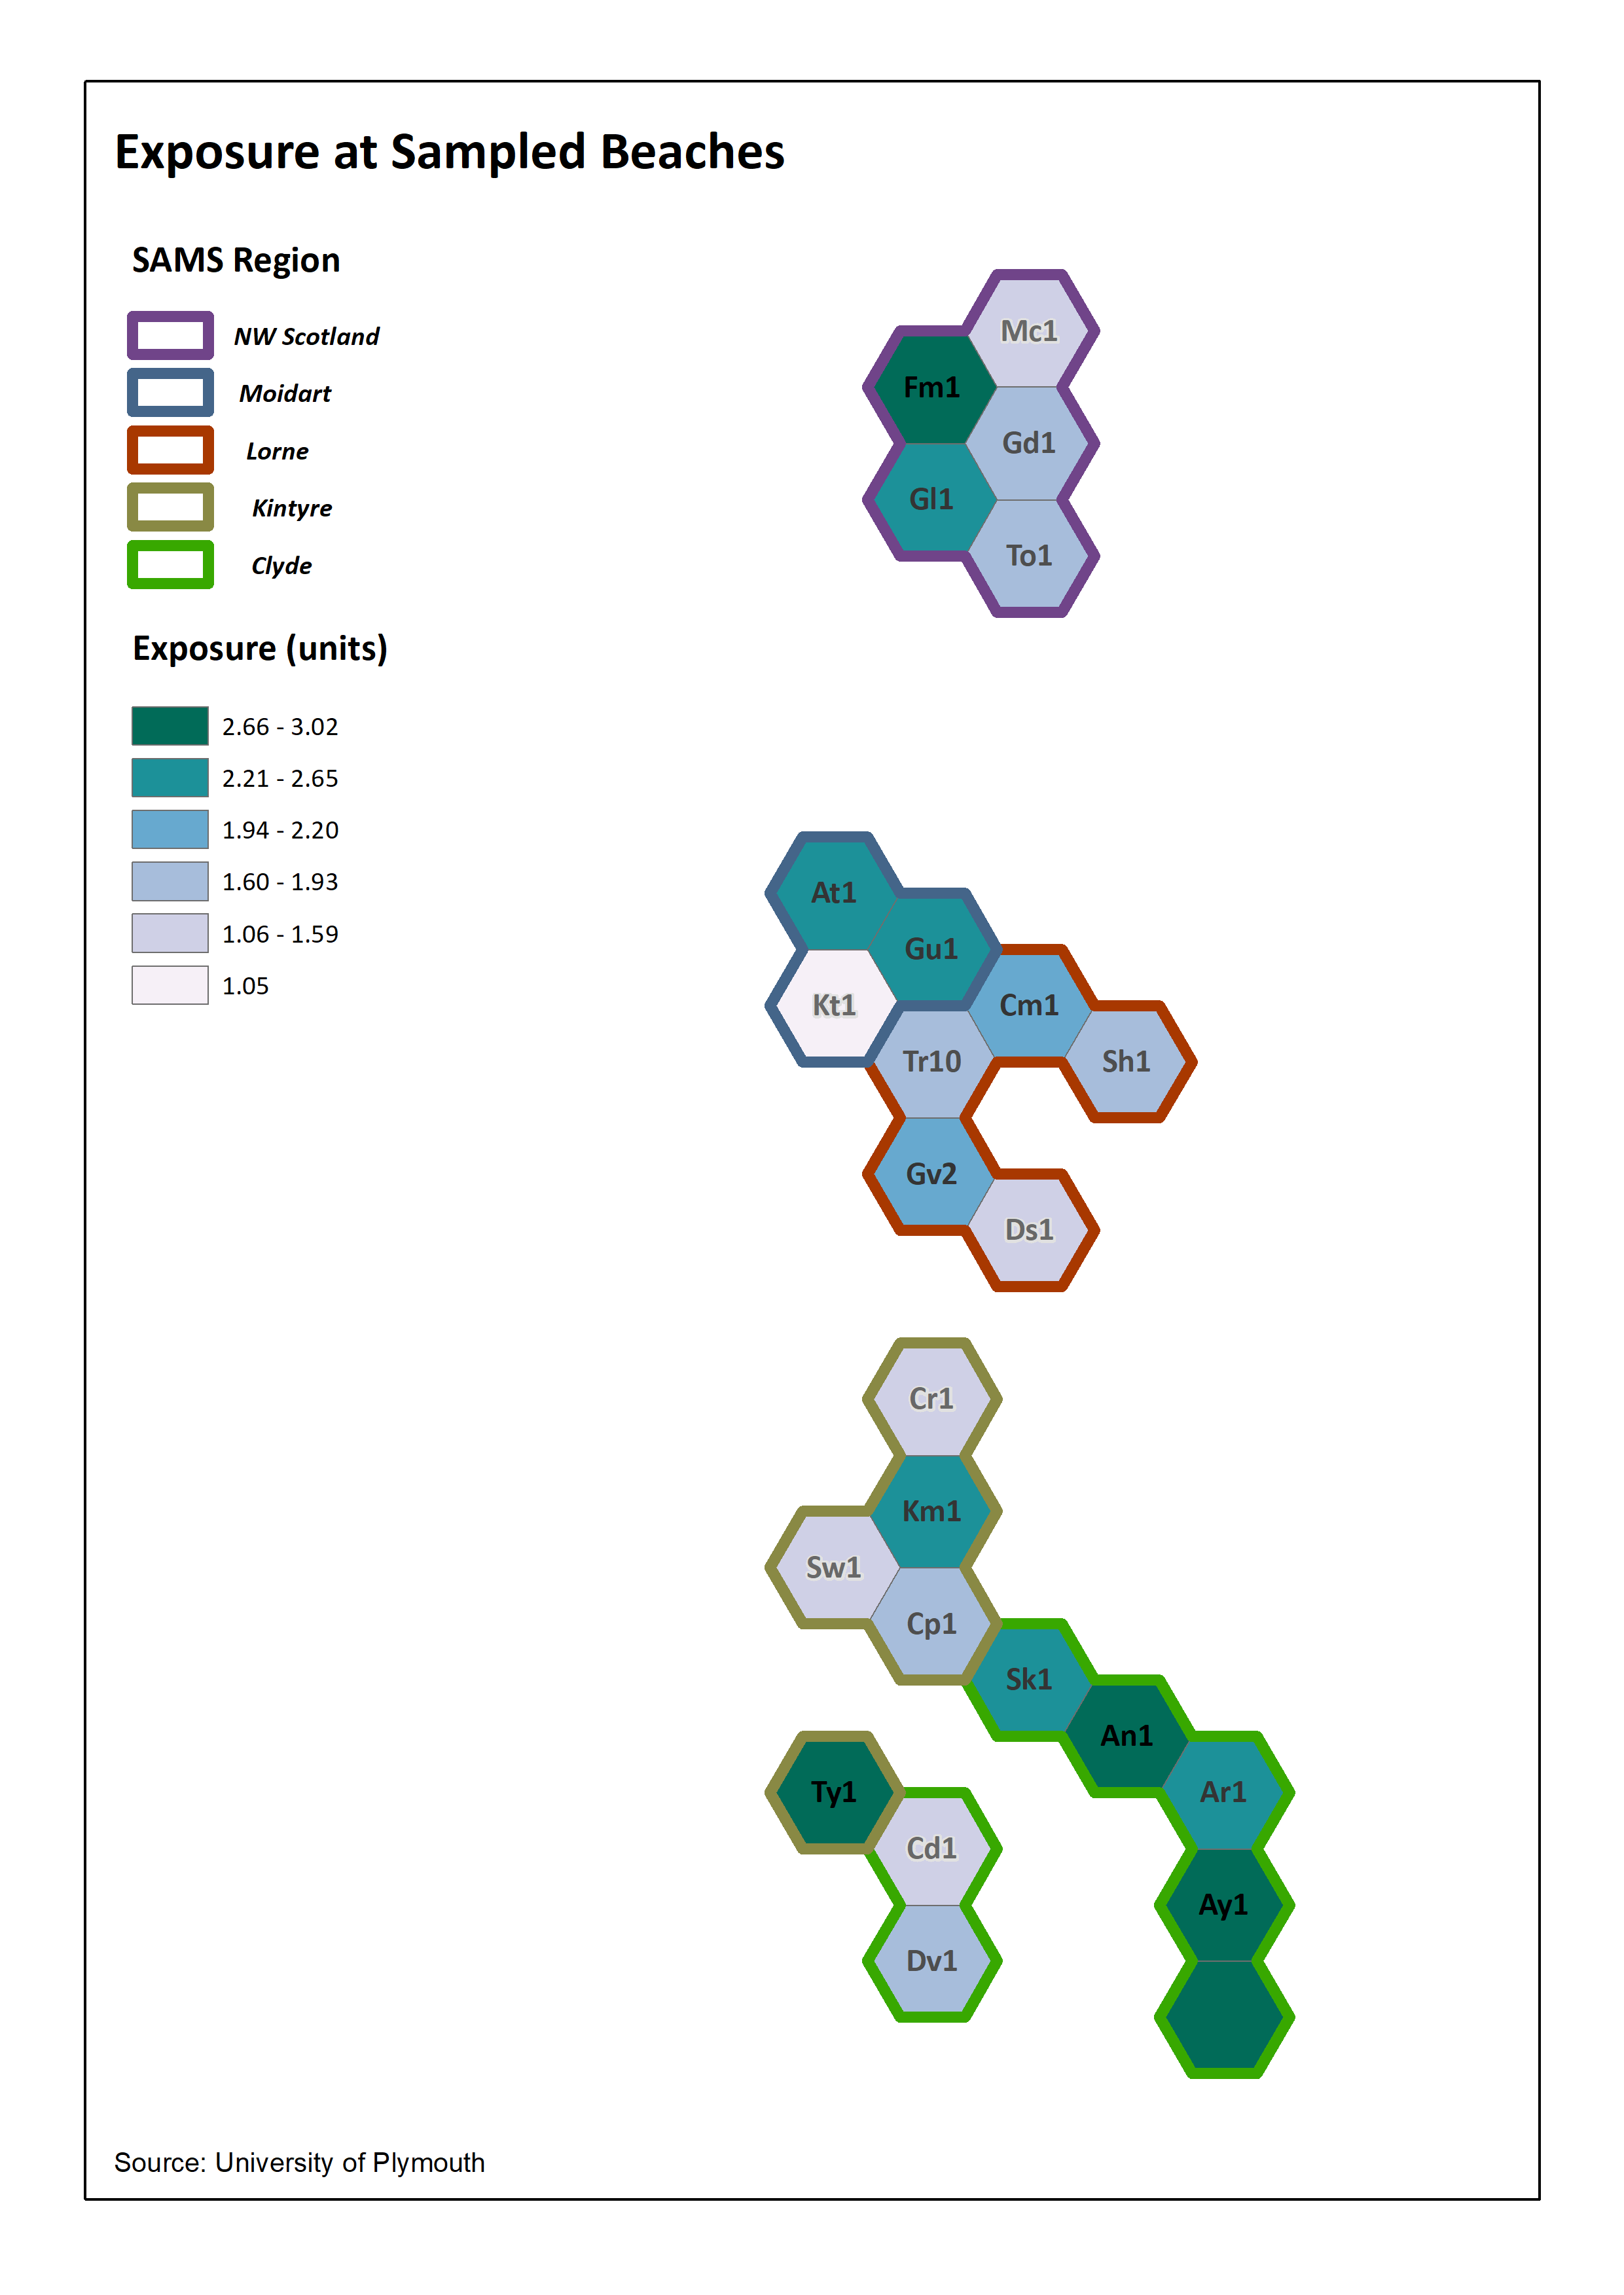 Exposure at Sampled Beaches
SAMS Region
NW Scotland
Moidart
Lorne
Kintyre
Clyde
Exposure (units)
2.66 - 3.02
2.21 - 2.65
1.94 - 2.20
1.60 - 1.93
1.06 - 1.59
1.05
Mc1
Fm1
Gd1
Gl1
To1
At1
Gu1
Kt1
Cm1
Tr10
Sh1
Gv2
Ds1
Cr1
Km1
Sw1
Cp1
Sk1
An1
Ty1
Ar1
Cd1
Ay1
Dv1
Source: University of Plymouth